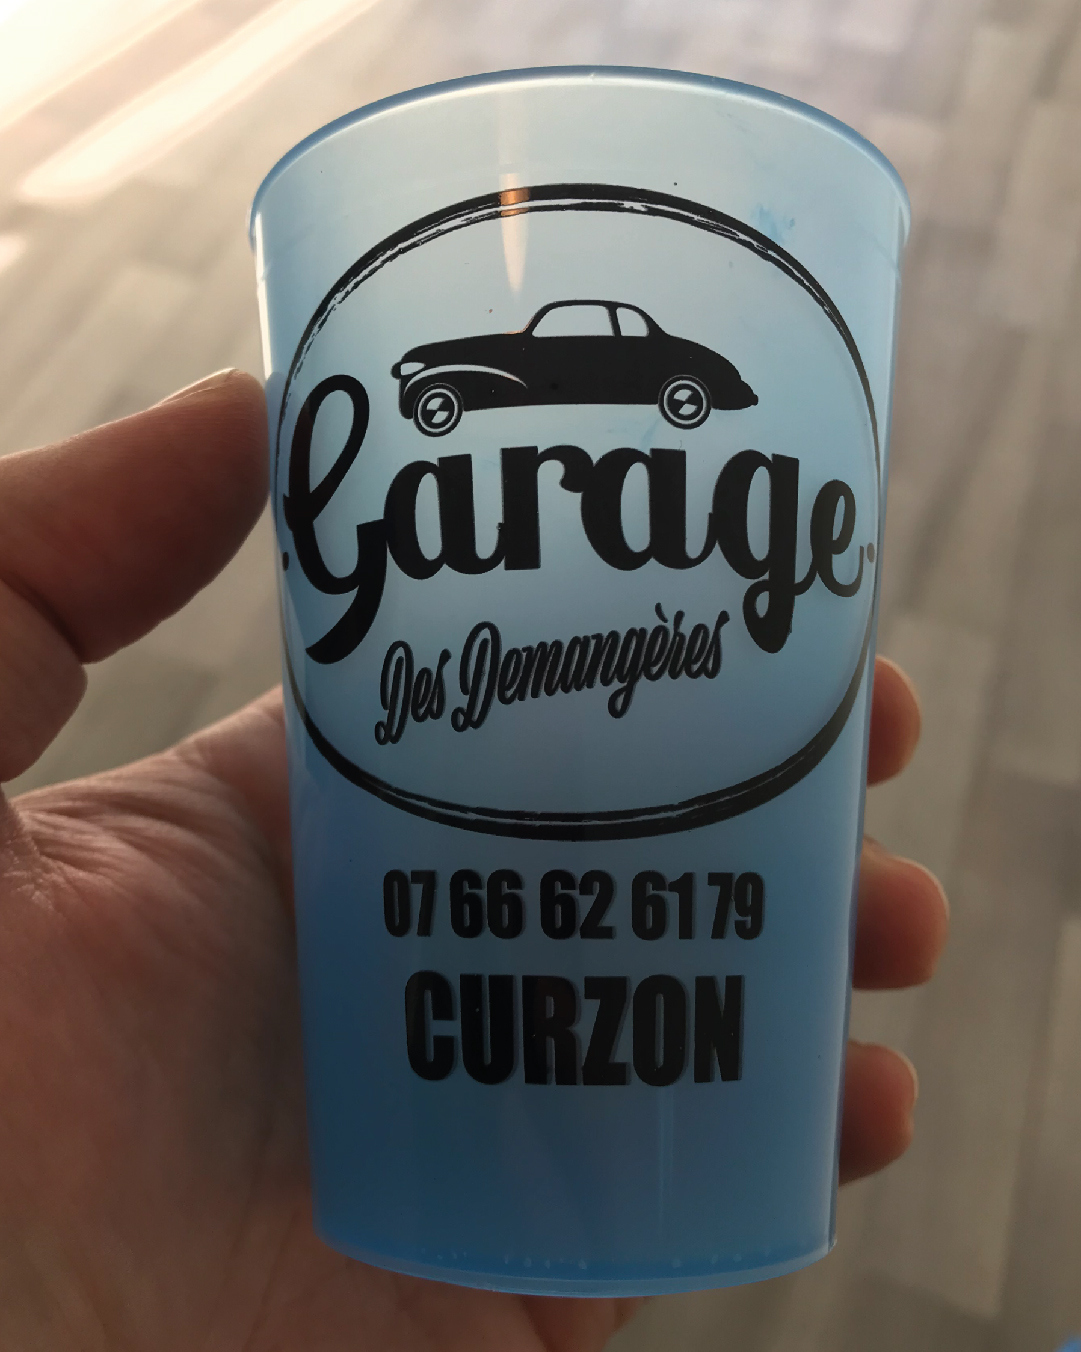 Garage
Des Demangères
07 66 62 61 79
CURZON